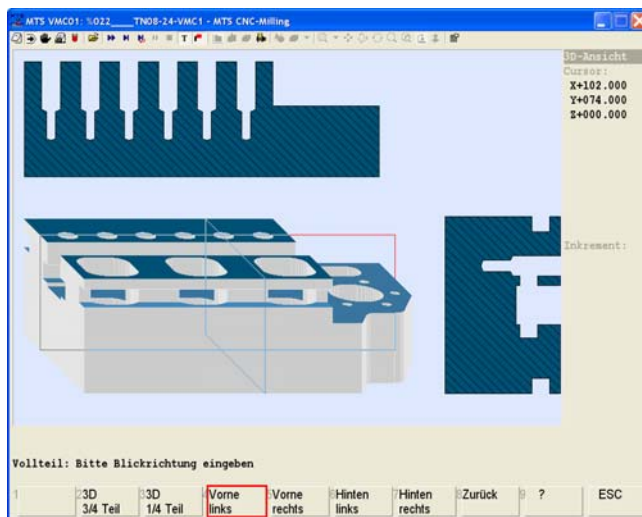 MTS VMC01: %022____TN08-24-VMC1 - MTS CNC-Milling
T
3D-Ansicht
Cursor:
X+102.000
Y+074.000
Z+000.000
Inkrement:
Vollteil: Bitte Blickrichtung eingeben
1
2 3D 3/4 Teil
3 3D 1/4 Teil
4 Vorne links
5 Vorne rechts
6 Hinten links
7 Hinten rechts
8 Zurück
9 ?
ESC